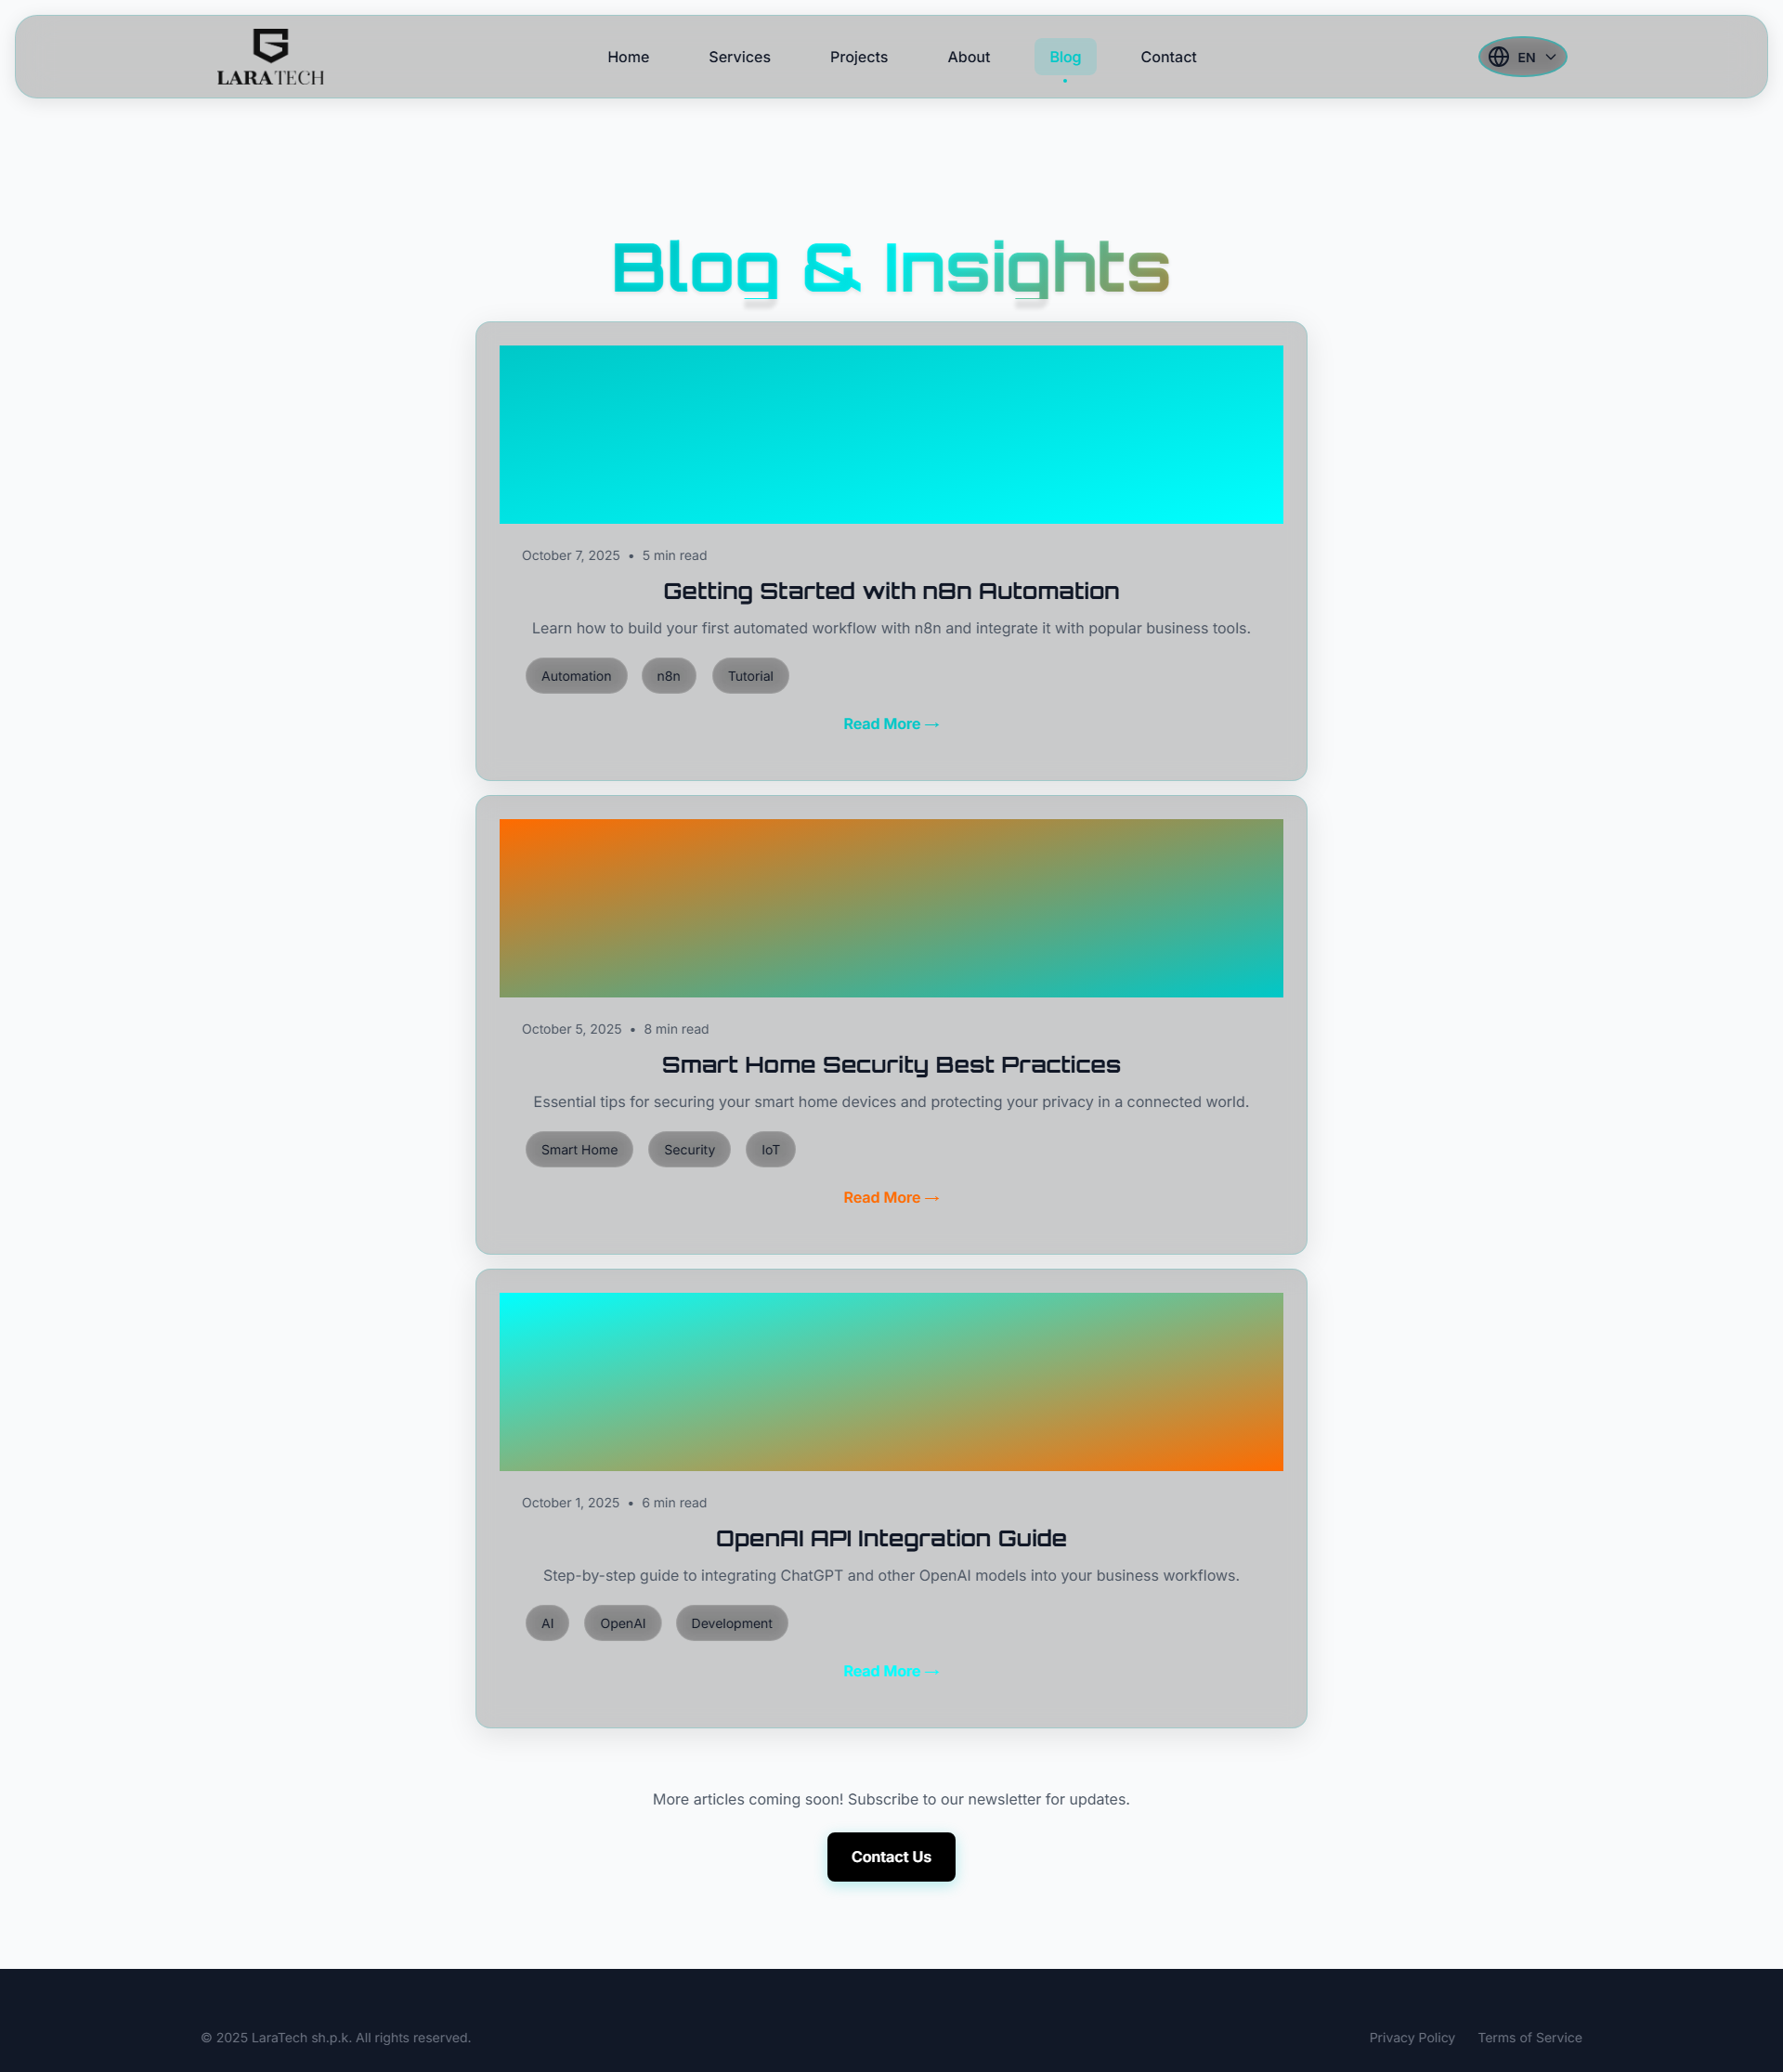 LARATECH
Home Services Projects About Blog Contact
EN
Blog & Insights
October 7, 2025 • 5 min read
Getting Started with n8n Automation
Learn how to build your first automated workflow with n8n and integrate it with popular business tools.
Automation n8n Tutorial
Read More →
October 5, 2025 • 8 min read
Smart Home Security Best Practices
Essential tips for securing your smart home devices and protecting your privacy in a connected world.
Smart Home Security IoT
Read More →
October 1, 2025 • 6 min read
OpenAI API Integration Guide
Step-by-step guide to integrating ChatGPT and other OpenAI models into your business workflows.
AI OpenAI Development
Read More →
More articles coming soon! Subscribe to our newsletter for updates.
Contact Us
© 2025 LaraTech sh.p.k. All rights reserved.
Privacy Policy Terms of Service